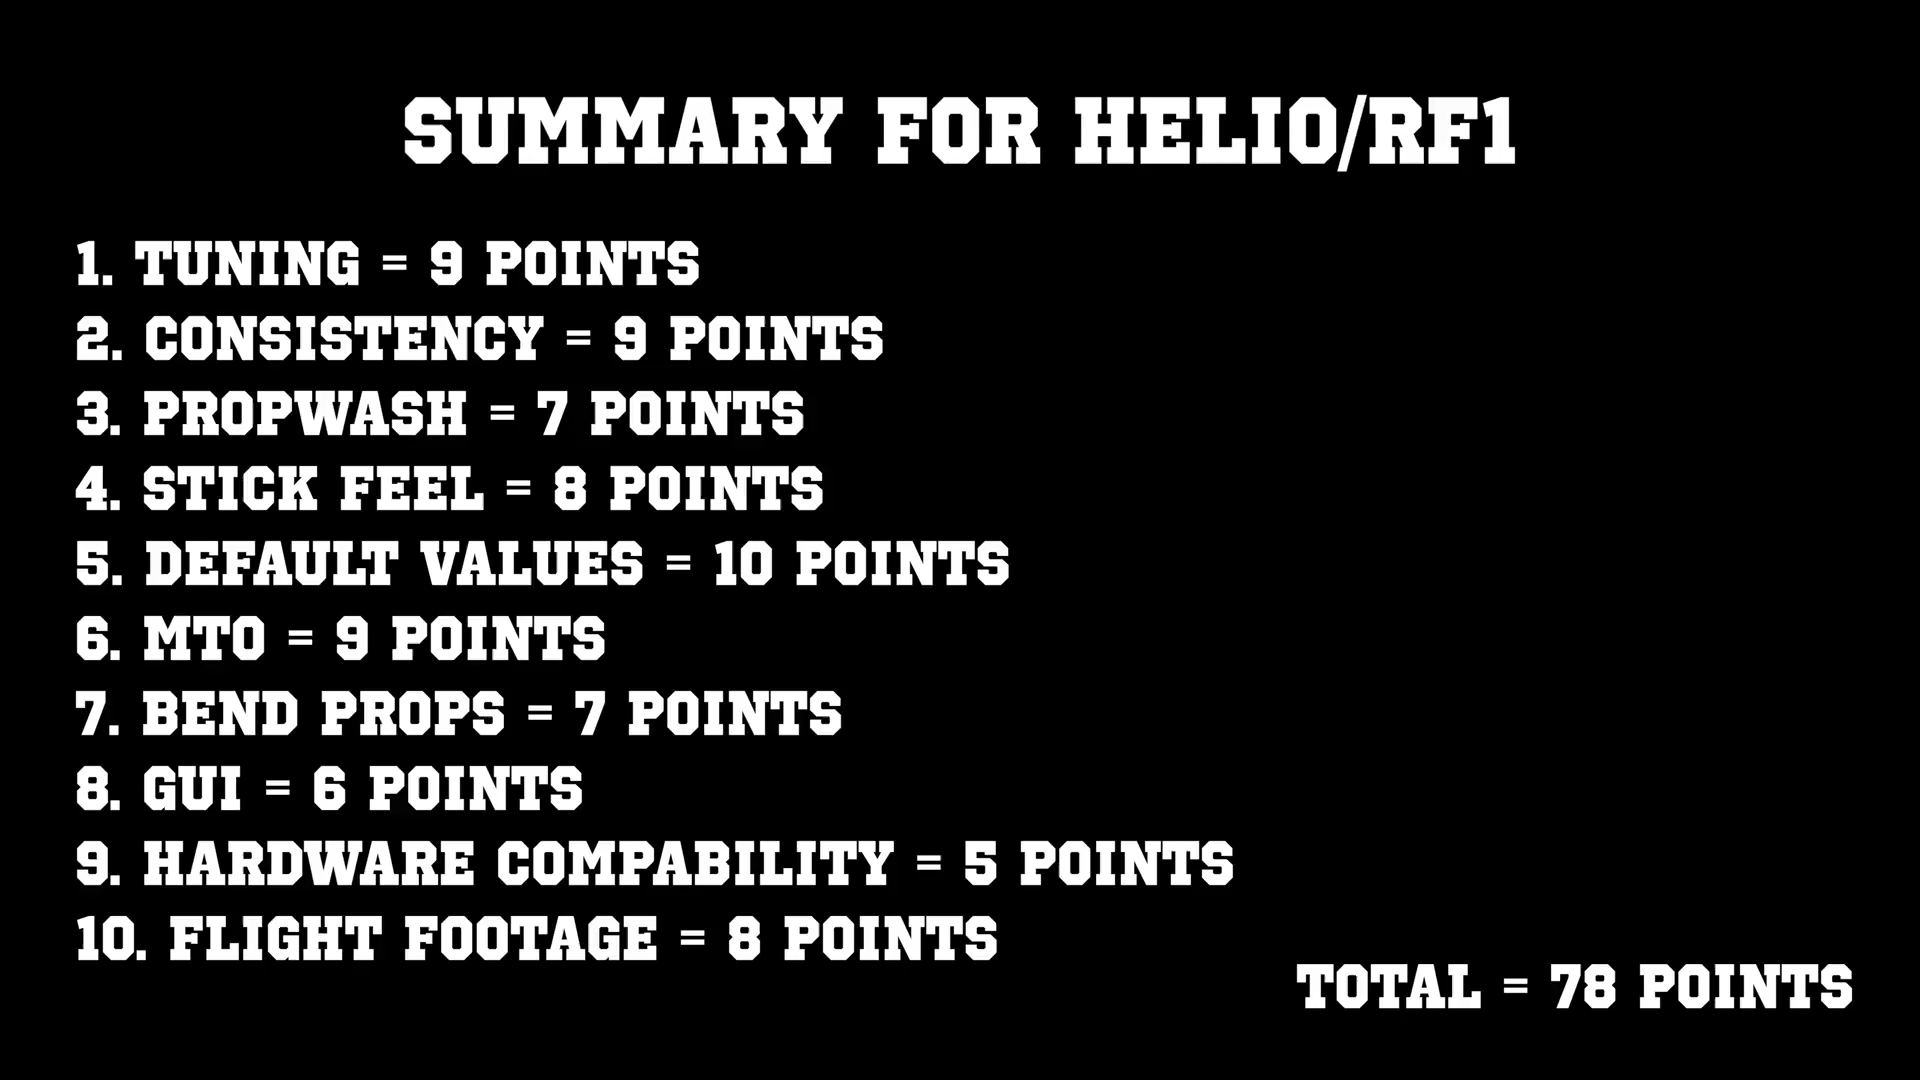 SUMMARY FOR HELIO/RF1
1. TUNING = 9 POINTS
2. CONSISTENCY = 9 POINTS
3. PROPWASH = 7 POINTS
4. STICK FEEL = 8 POINTS
5. DEFAULT VALUES = 10 POINTS
6. MTO = 9 POINTS
7. BEND PROPS = 7 POINTS
8. GUI = 6 POINTS
9. HARDWARE COMPABILITY = 5 POINTS
10. FLIGHT FOOTAGE = 8 POINTS
TOTAL = 78 POINTS